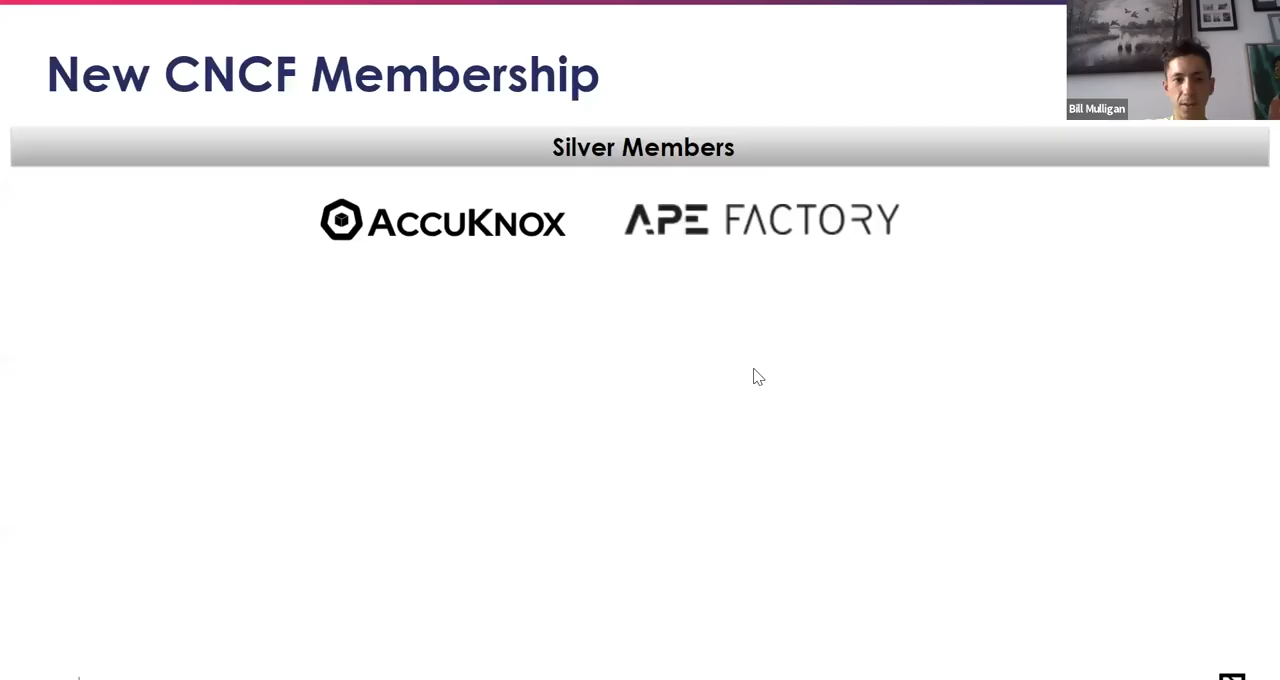 New CNCF Membership
Bill Mulligan
Silver Members
ACCUKNOX
APE FACTORY